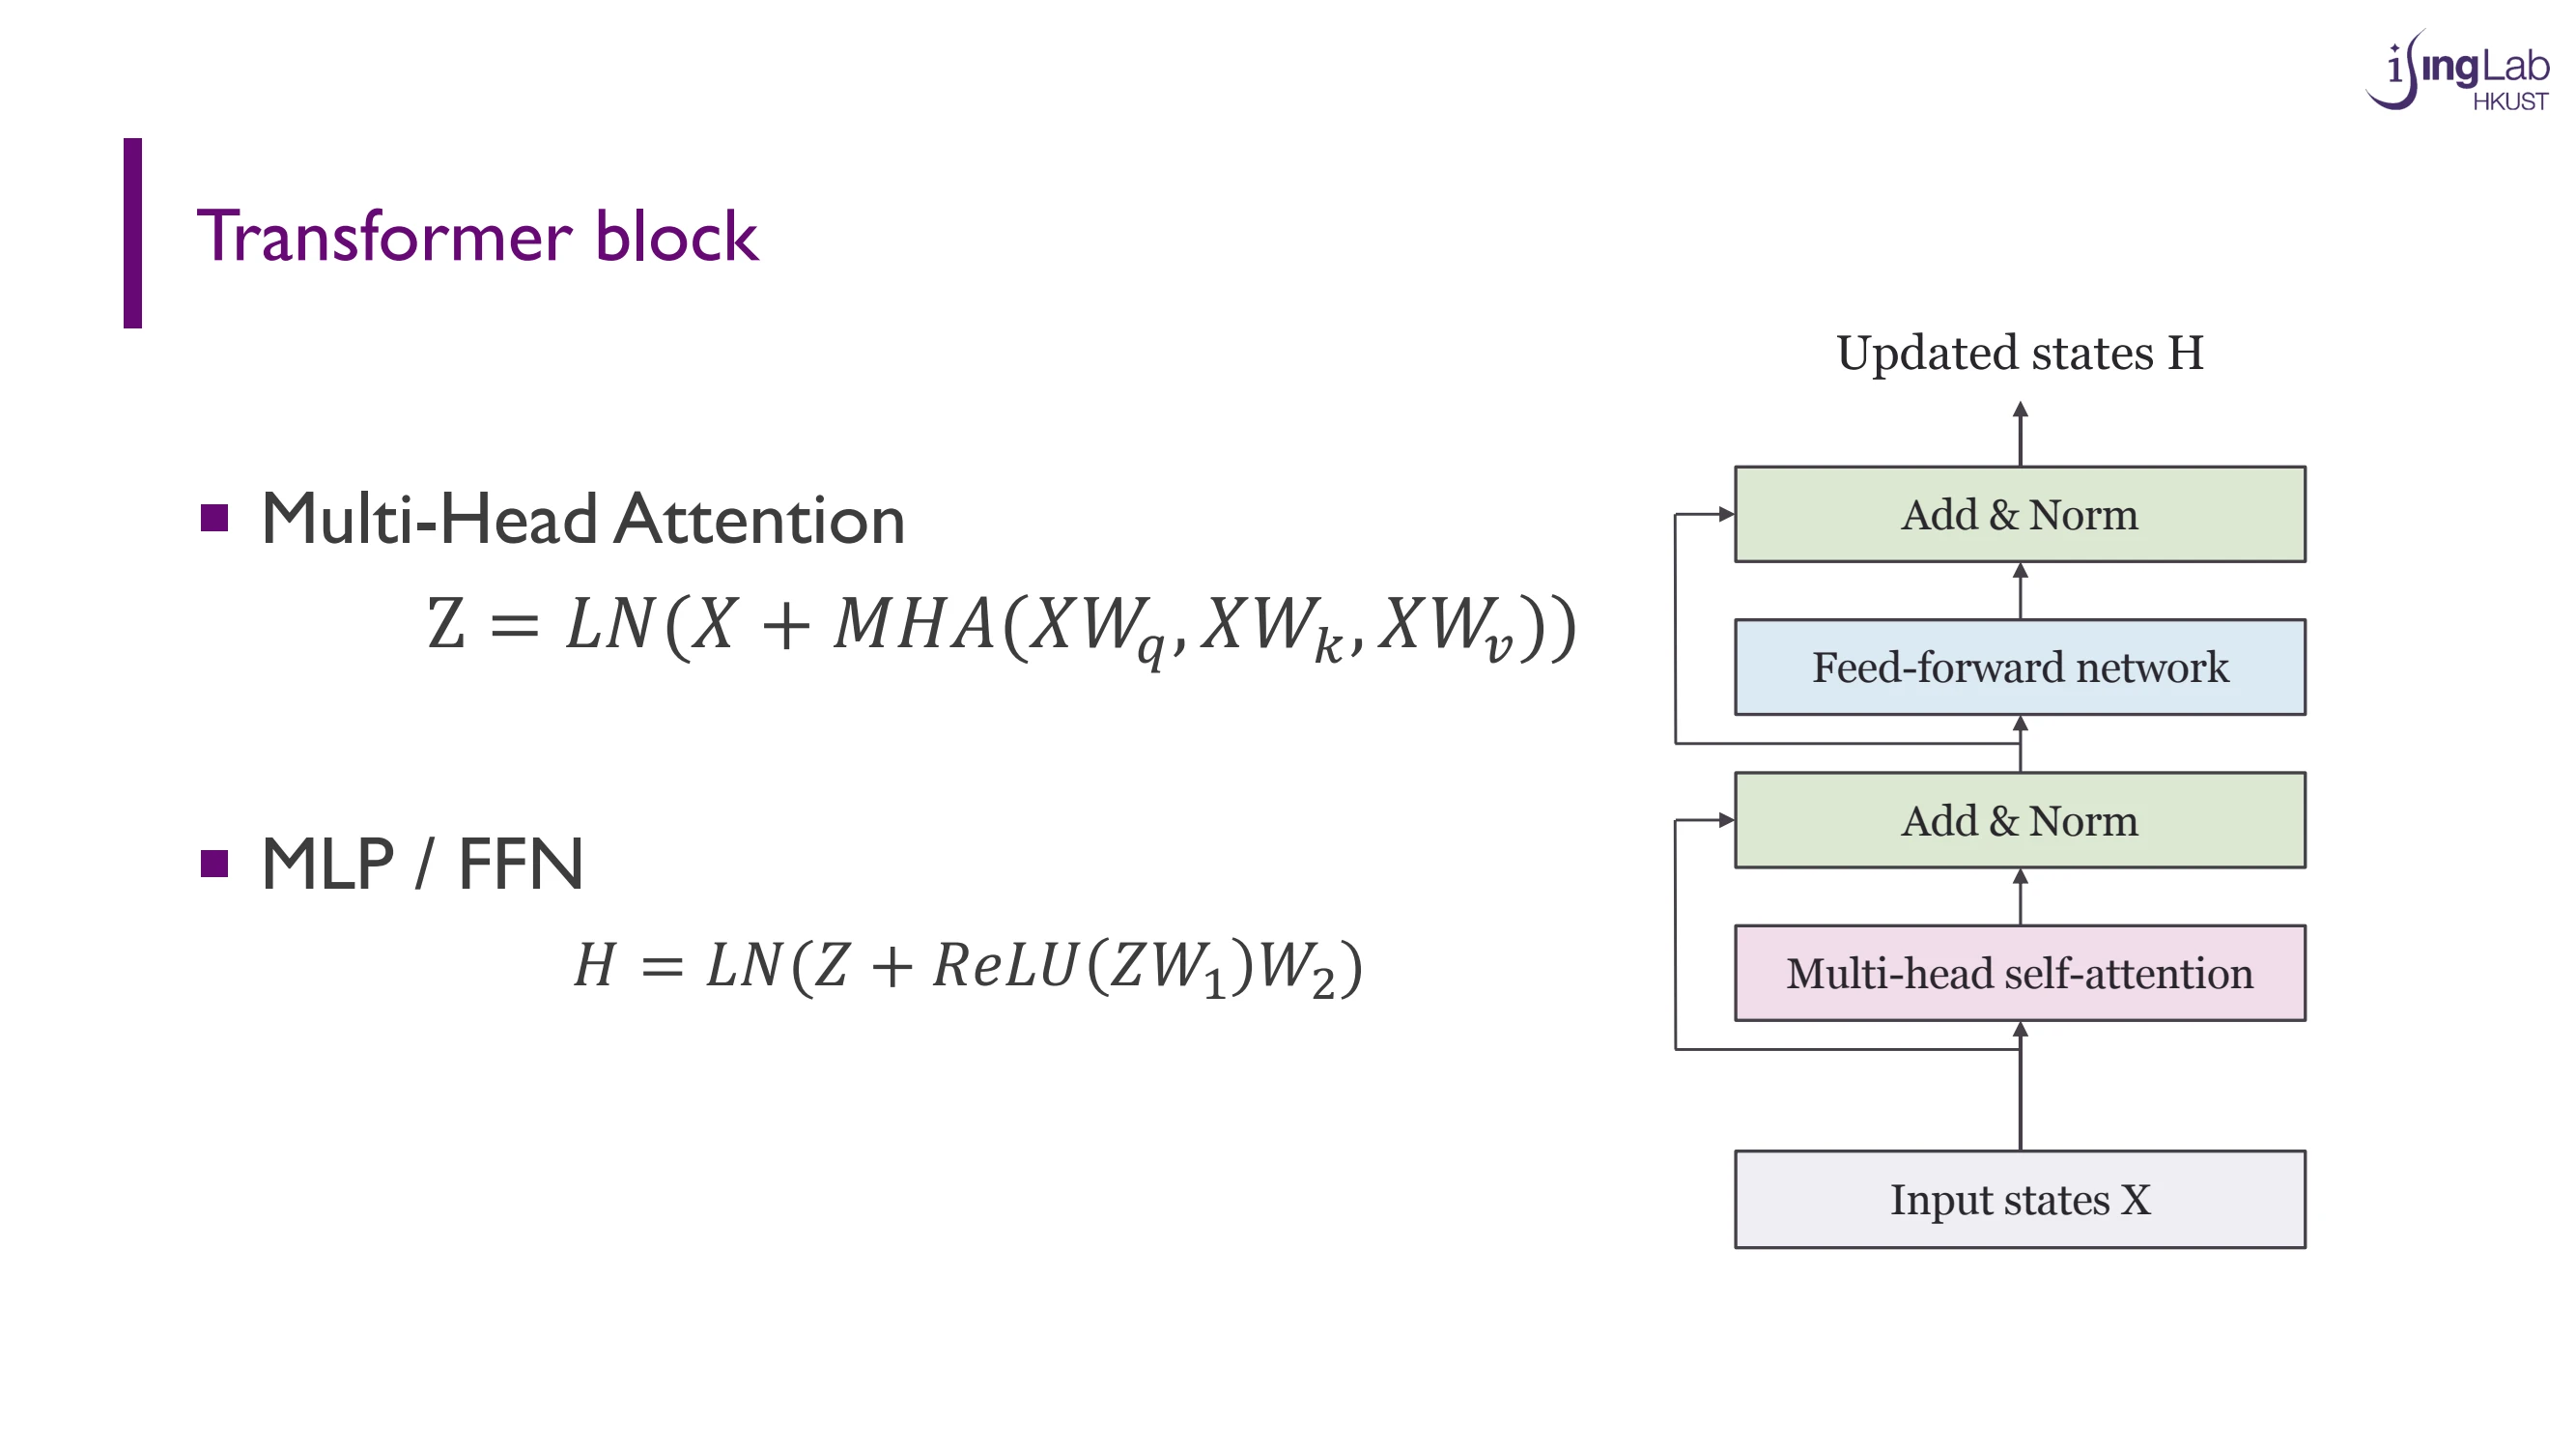 isingLab
HKUST
Transformer block
Multi-Head Attention
Z = LN(X + MHA(XW_q, XW_k, XW_v))
MLP / FFN
H = LN(Z + ReLU(ZW_1)W_2)
Updated states H
Add & Norm
Feed-forward network
Add & Norm
Multi-head self-attention
Input states X